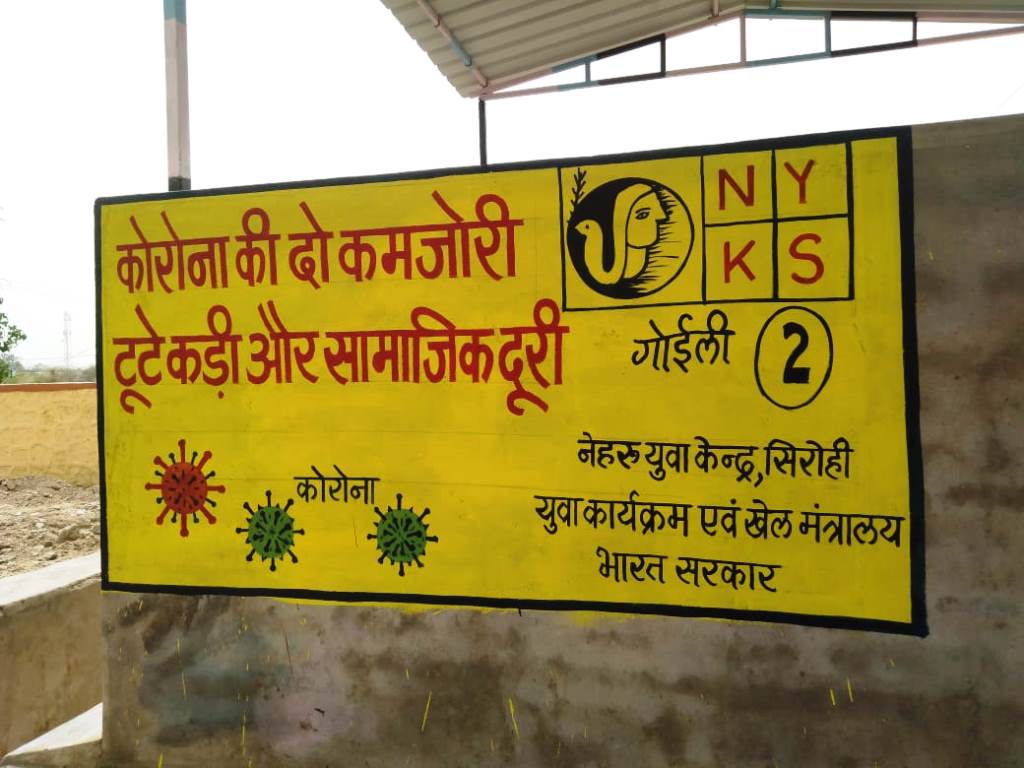 कोरोना की दो कमजोरी
टूटे कड़ी और सामाजिक दूरी
N Y
K S
गोईली 2
कोरोना
नेहरू युवा केन्द्र, सिरोही
युवा कार्यक्रम एवं खेल मंत्रालय
भारत सरकार